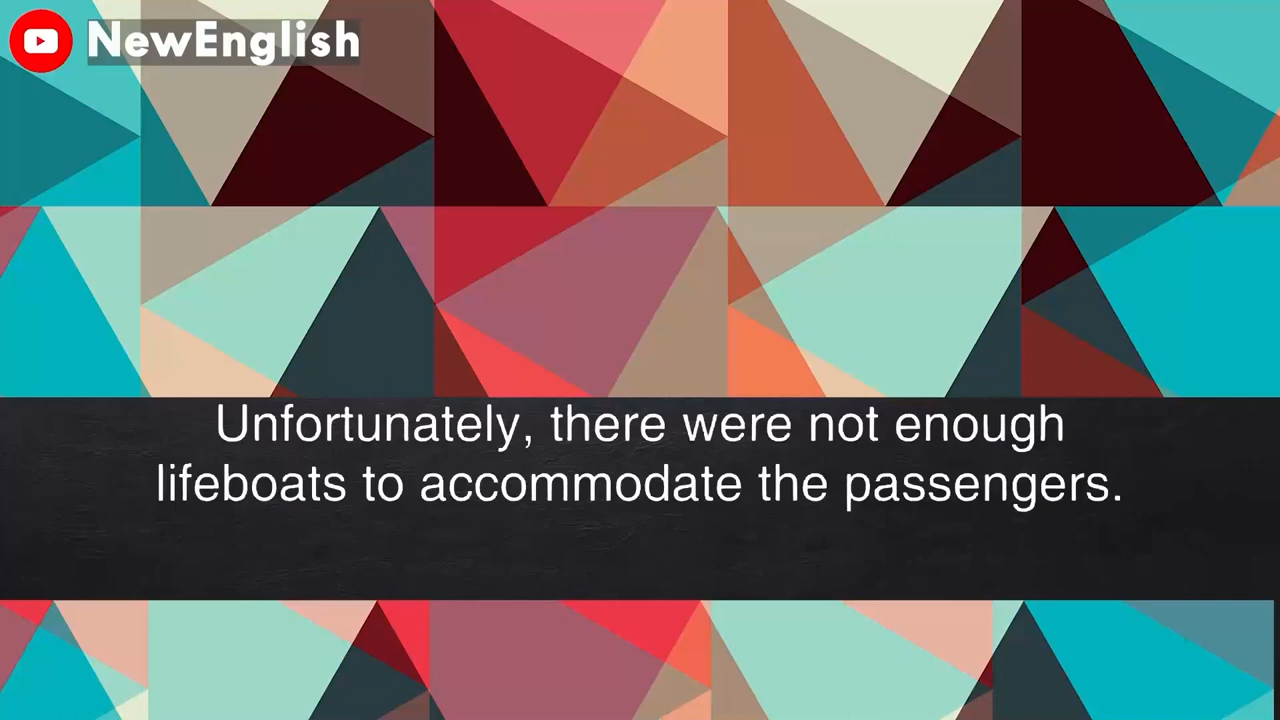 NewEnglish
Unfortunately, there were not enough
lifeboats to accommodate the passengers.